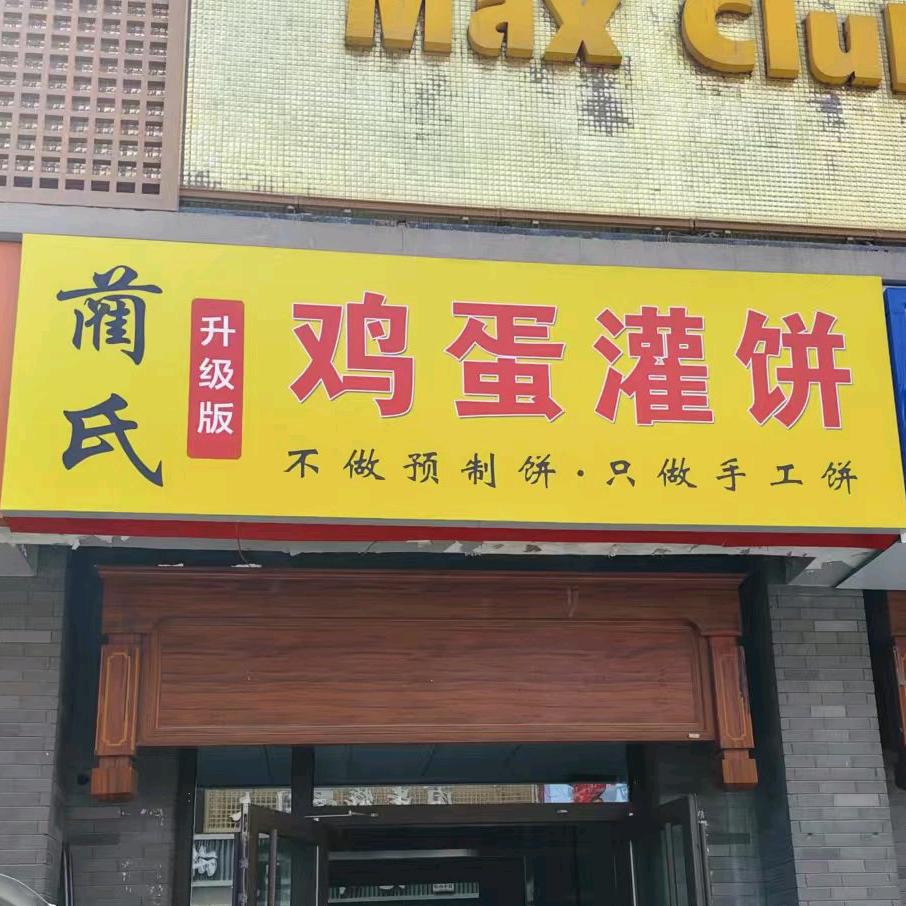 Max Club
蔺氏
升级版
鸡蛋灌饼
不做预制饼·只做手工饼